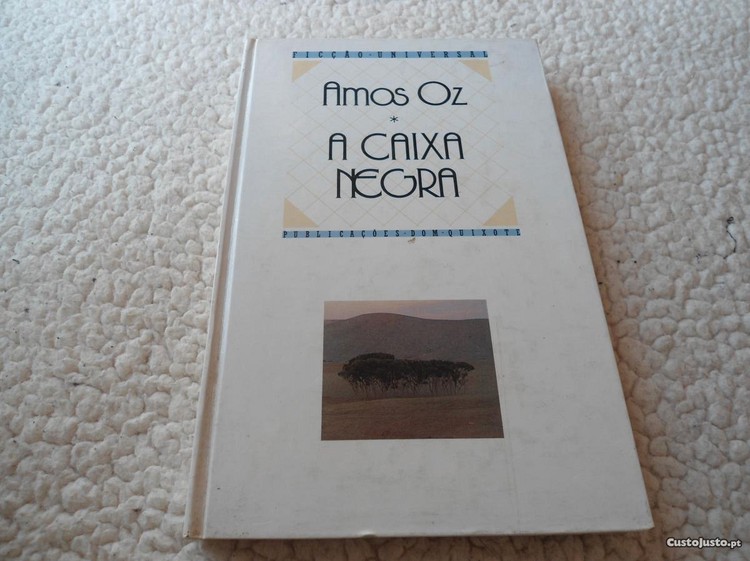 FICÇÃO-UNIVERSAL
Amos Oz
*
A CAIXA
NEGRA
PUBLICAÇÕES-DOM-QUIXOTE
CustoJusto.pt